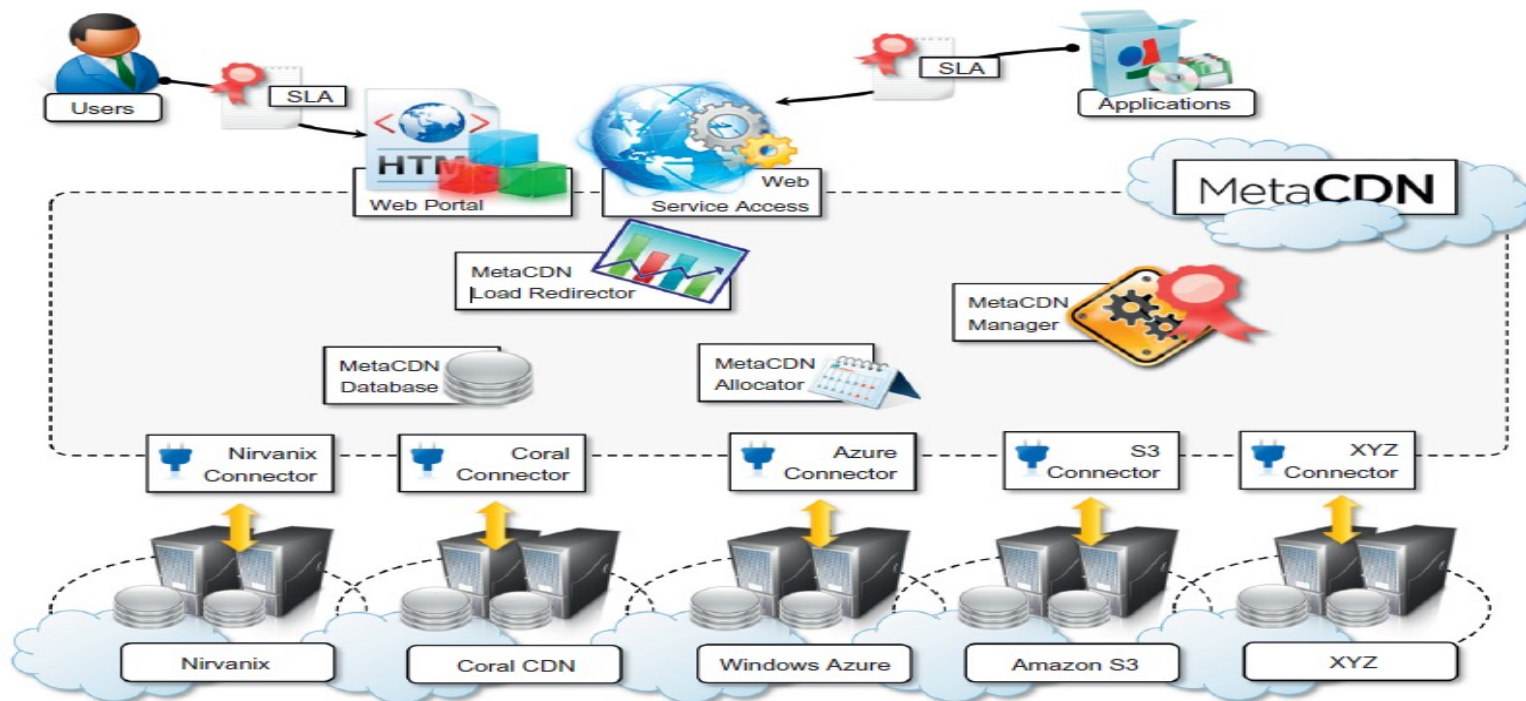 Users
SLA
SLA
Applications
HTM
Web Portal
Web
Service Access
MetaCDN
MetaCDN
Load Redirector
MetaCDN
Manager
MetaCDN
Database
MetaCDN
Allocator
Nirvanix
Connector
Coral
Connector
Azure
Connector
S3
Connector
XYZ
Connector
Nirvanix
Coral CDN
Windows Azure
Amazon S3
XYZ